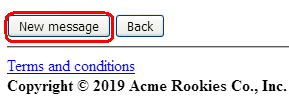 New message Back
Terms and conditions
Copyright © 2019 Acme Rookies Co., Inc.